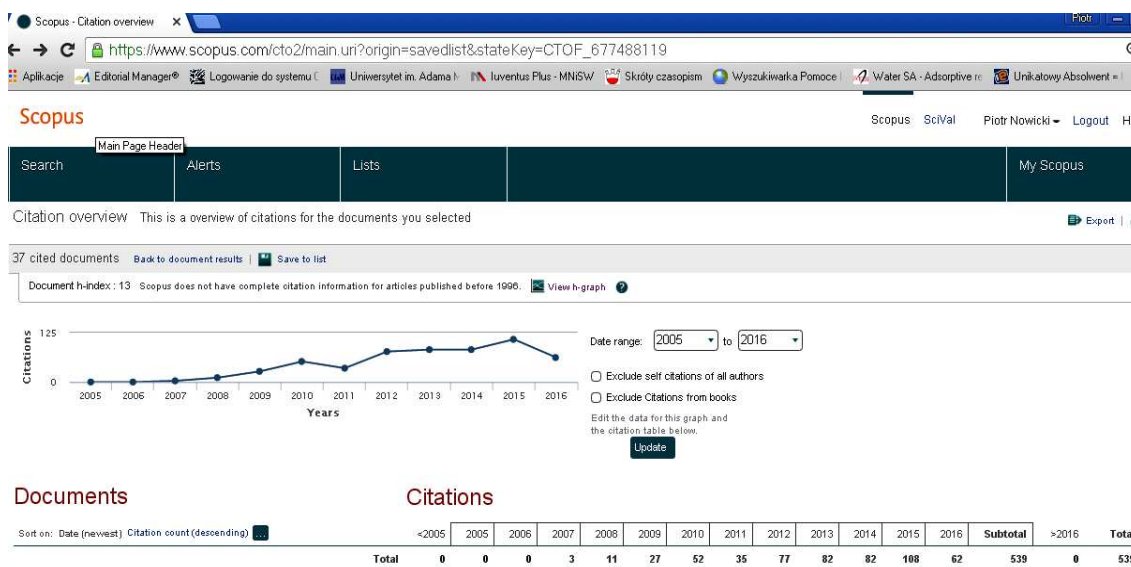 Scopus - Citation overview
Piotr
https://www.scopus.com/cto2/main.uri?origin=savedlist&stateKey=CTOF_677488119
Aplikacje Editorial Manager® Logowanie do systemu Uniwersytet im. Adama Iuventus Plus - MNiSW Skróty czasopism Wyszukiwarka Pomoce Water SA - Adsorptive re Unikatowy Absolwent =
Scopus
Scopus SciVal Piotr Nowicki Logout H
Main Page Header
Search Alerts Lists My Scopus
Citation overview This is a overview of citations for the documents you selected
Export |
37 cited documents Back to document results | Save to list
Document h-index : 13 Scopus does not have complete citation information for articles published before 1996. View h-graph ?
Citations
125
0
2005 2006 2007 2008 2009 2010 2011 2012 2013 2014 2015 2016
Years
Date range: 2005 to 2016
Exclude self citations of all authors
Exclude Citations from books
Edit the data for this graph and
the citation table below.
Update
Documents Citations
Sort on: Date (newest) Citation count (descending) ...
<2005 2005 2006 2007 2008 2009 2010 2011 2012 2013 2014 2015 2016 Subtotal >2016 Tota
Total 0 0 0 3 11 27 52 35 77 82 82 108 62 539 0 539